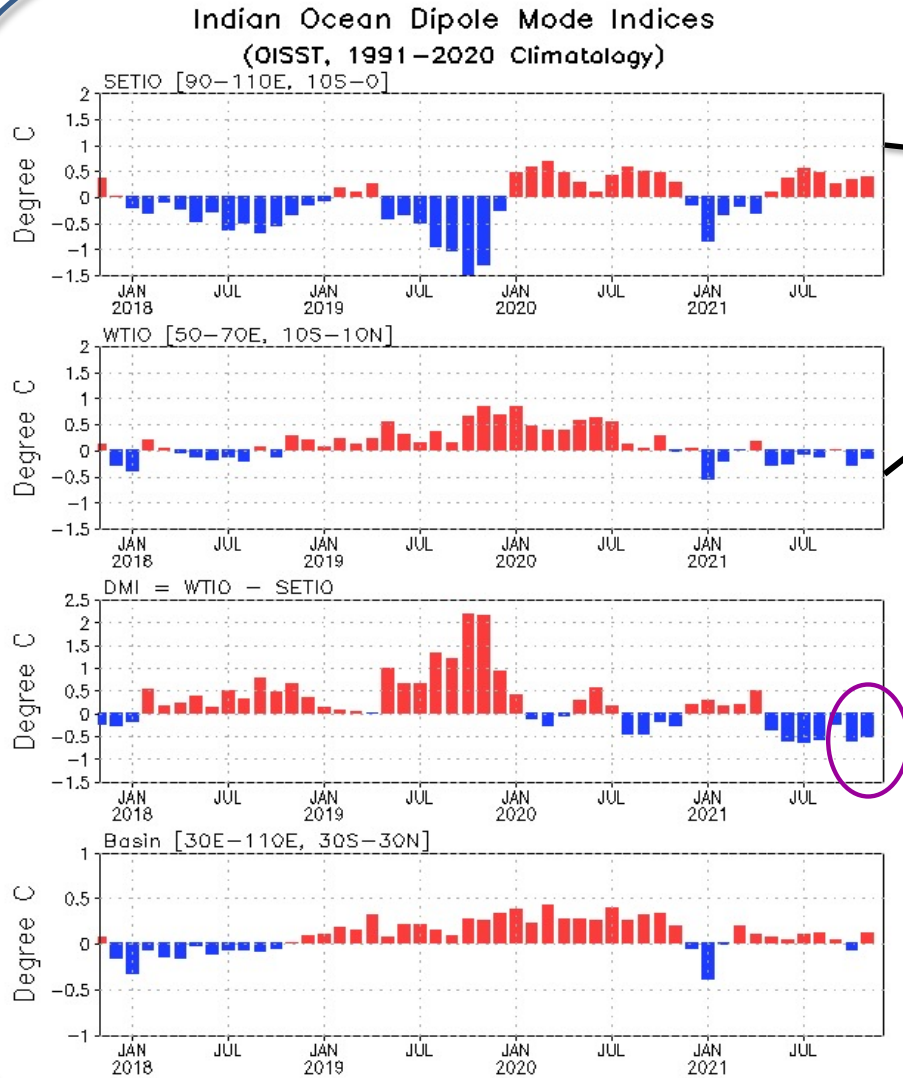 Indian Ocean Dipole Mode Indices
(OISST, 1991-2020 Climatology)
SETIO [90-110E, 10S-0]
Degree C
2
1.5
1
0.5
0
-0.5
-1
-1.5
JAN JUL JAN JUL JAN JUL JAN JUL
2018 2019 2020 2021
WTIO [50-70E, 10S-10N]
Degree C
2
1.5
1
0.5
0
-0.5
-1
-1.5
JAN JUL JAN JUL JAN JUL JAN JUL
2018 2019 2020 2021
DMI = WTIO - SETIO
Degree C
2.5
2
1.5
1
0.5
0
-0.5
-1
-1.5
JAN JUL JAN JUL JAN JUL JAN JUL
2018 2019 2020 2021
Basin [30E-110E, 30S-30N]
Degree C
1
0.5
0
-0.5
-1
JAN JUL JAN JUL JAN JUL JAN JUL
2018 2019 2020 2021